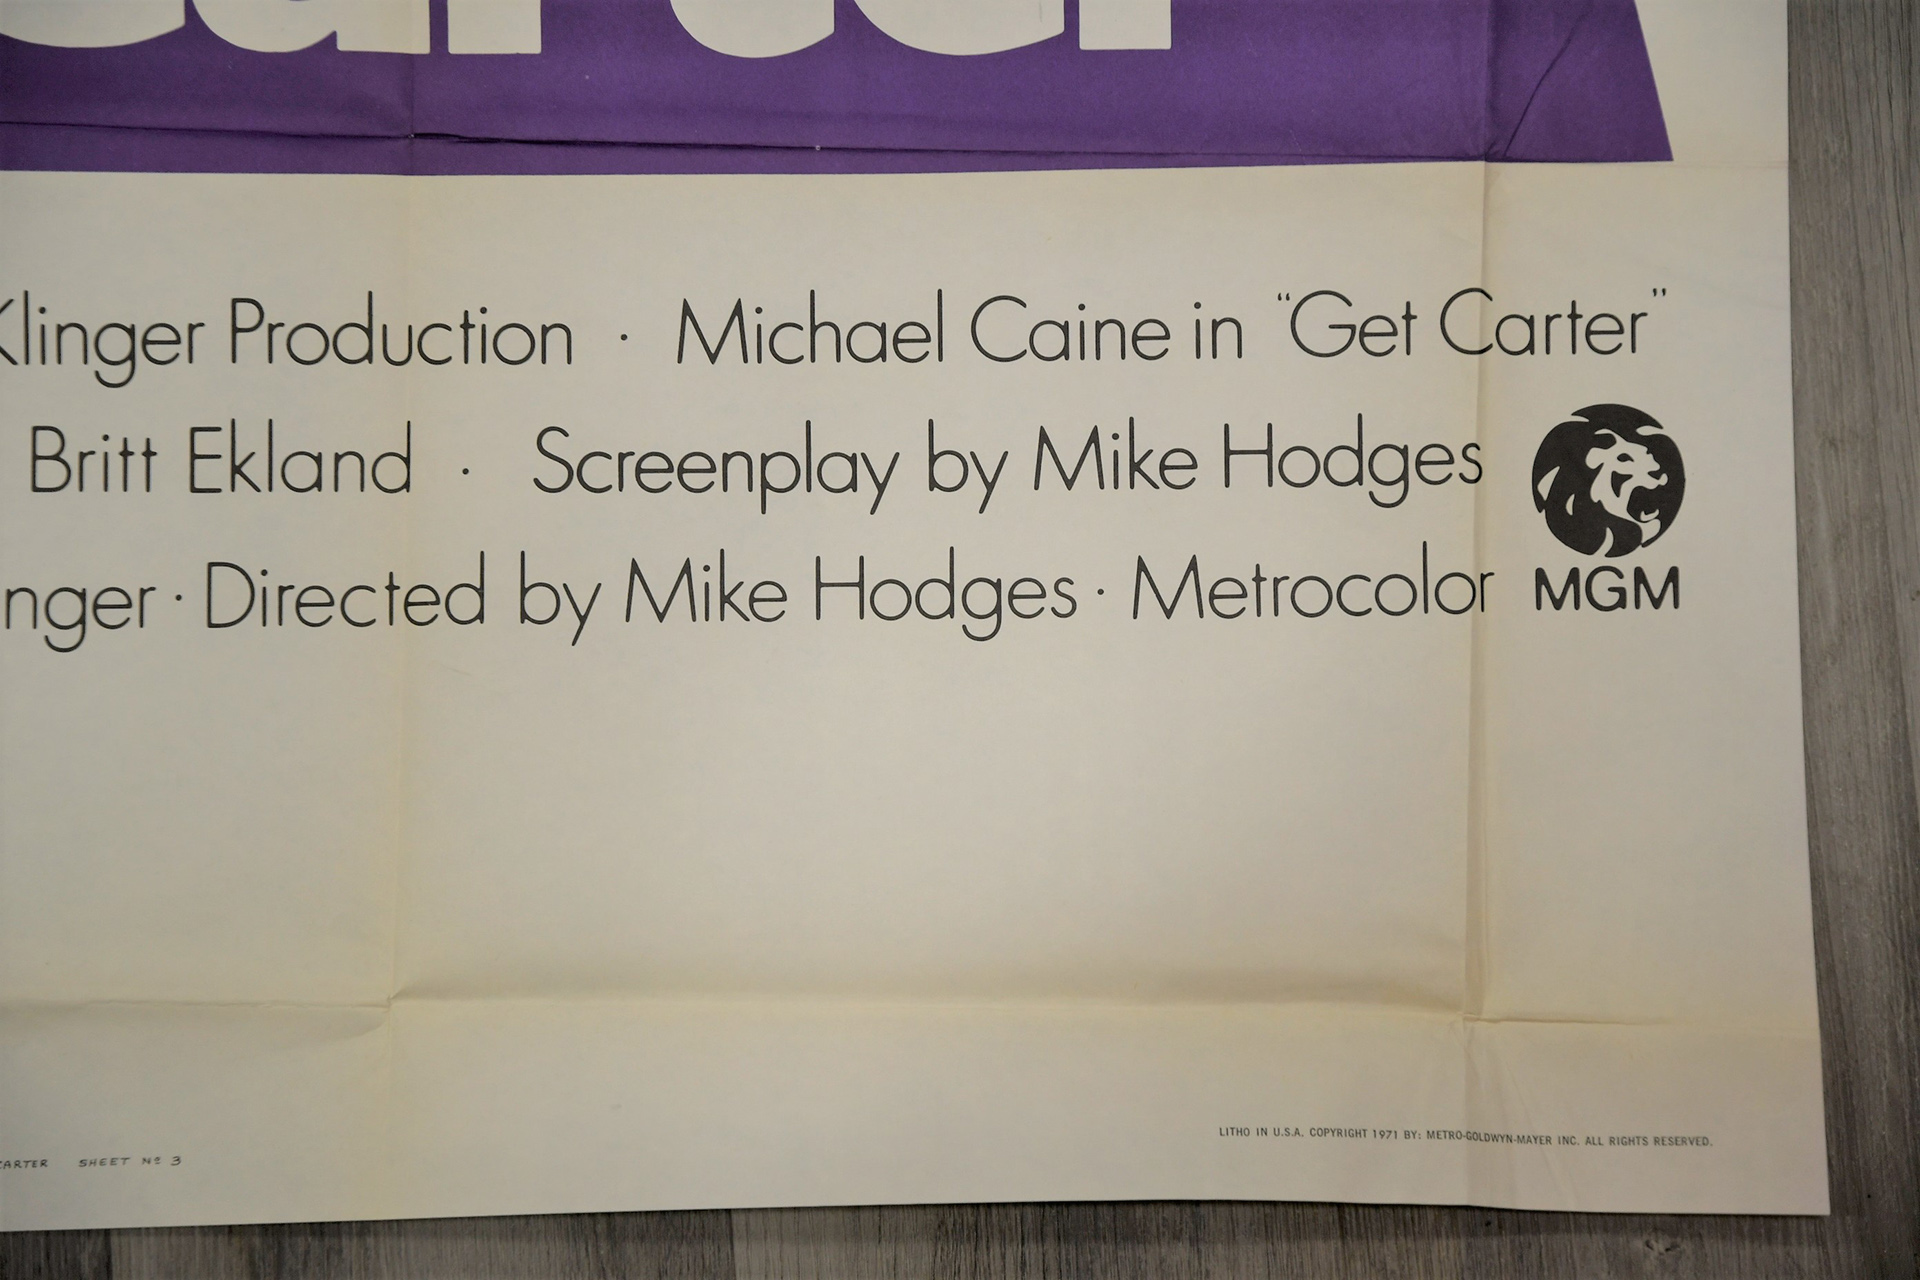 Carter
Klinger Production · Michael Caine in “Get Carter”
Britt Ekland · Screenplay by Mike Hodges
nger · Directed by Mike Hodges · Metrocolor
MGM
LITHO IN U.S.A. COPYRIGHT 1971 BY: METRO-GOLDWYN-MAYER INC. ALL RIGHTS RESERVED.
CARTER SHEET Nº 3